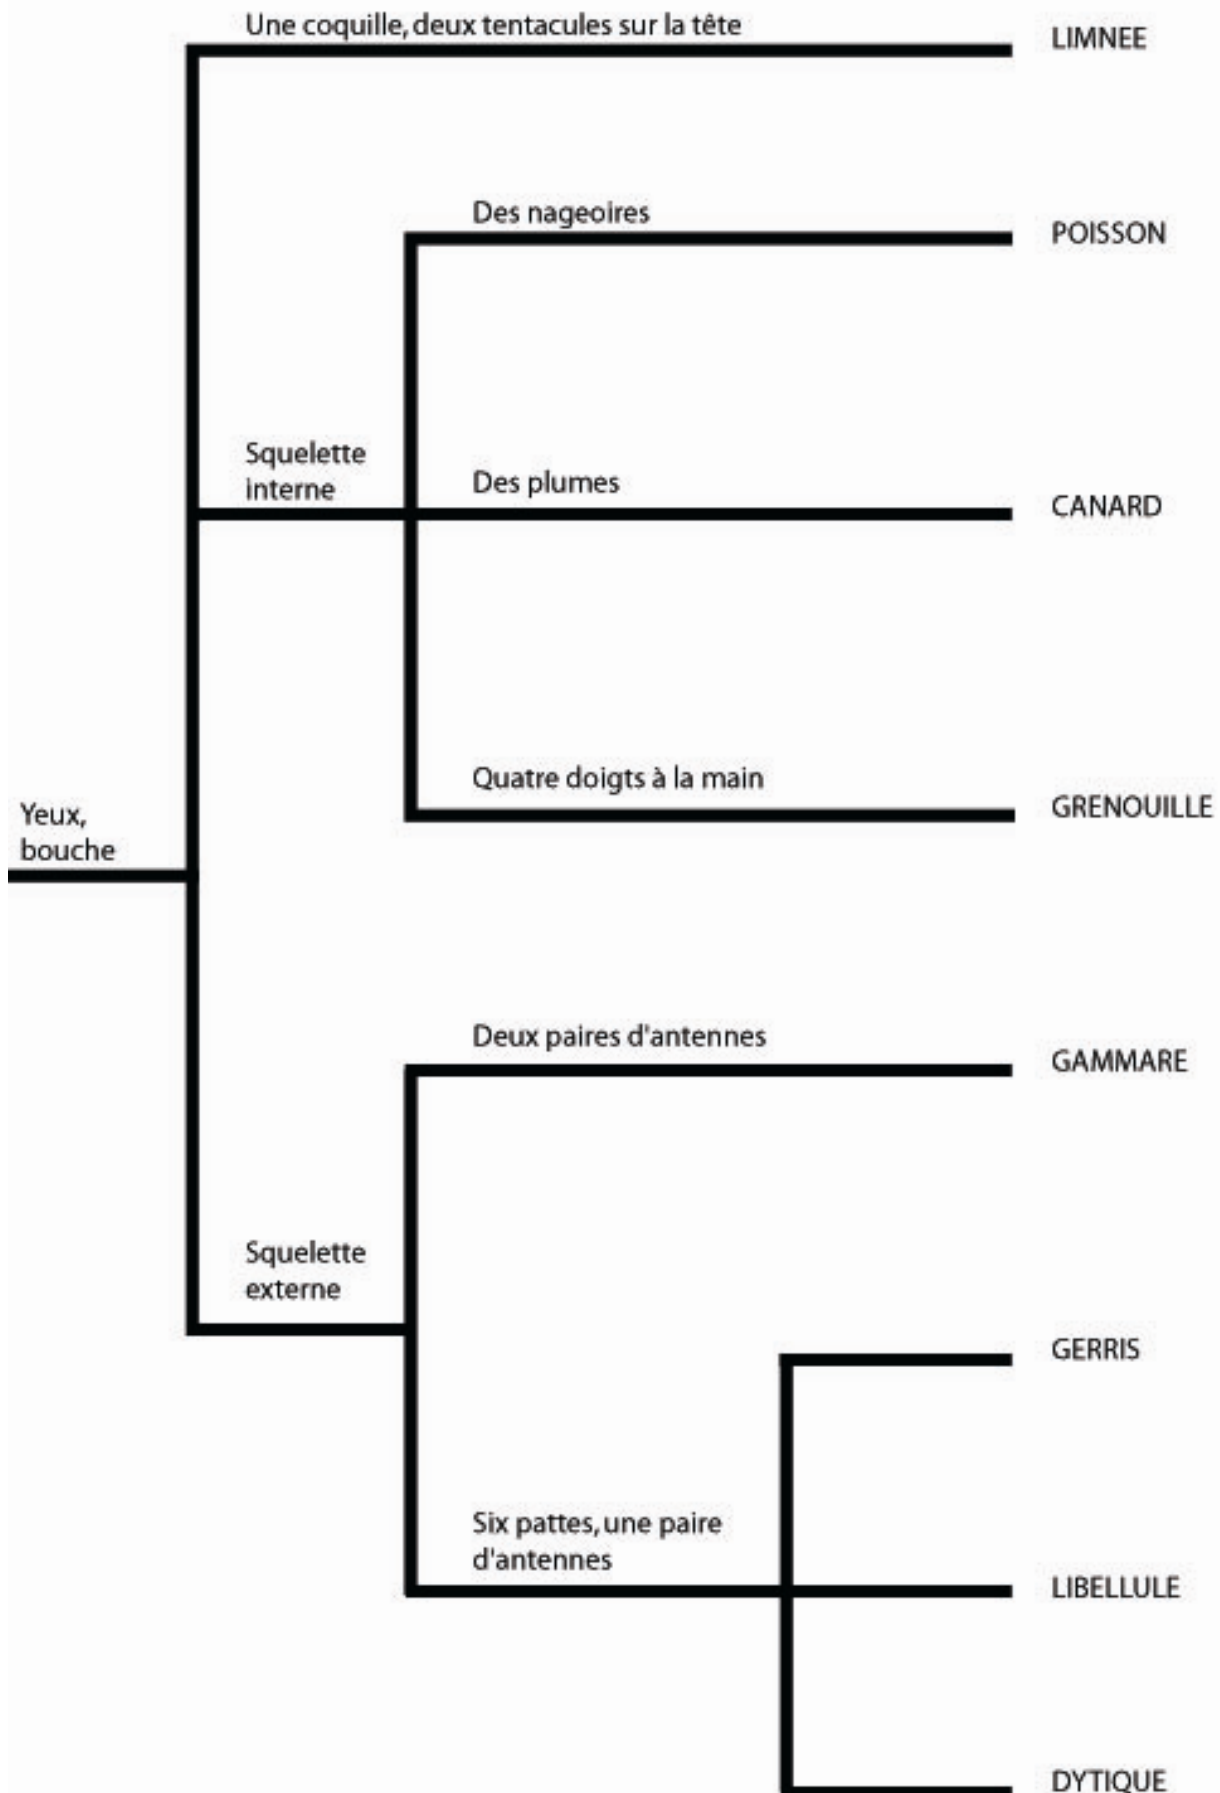 Une coquille, deux tentacules sur la tête
LIMNEE
Des nageoires
POISSON
Squelette
interne
Des plumes
CANARD
Quatre doigts à la main
GRENOUILLE
Yeux,
bouche
Deux paires d'antennes
GAMMARE
Squelette
externe
GERRIS
Six pattes, une paire
d'antennes
LIBELLULE
DYTIQUE